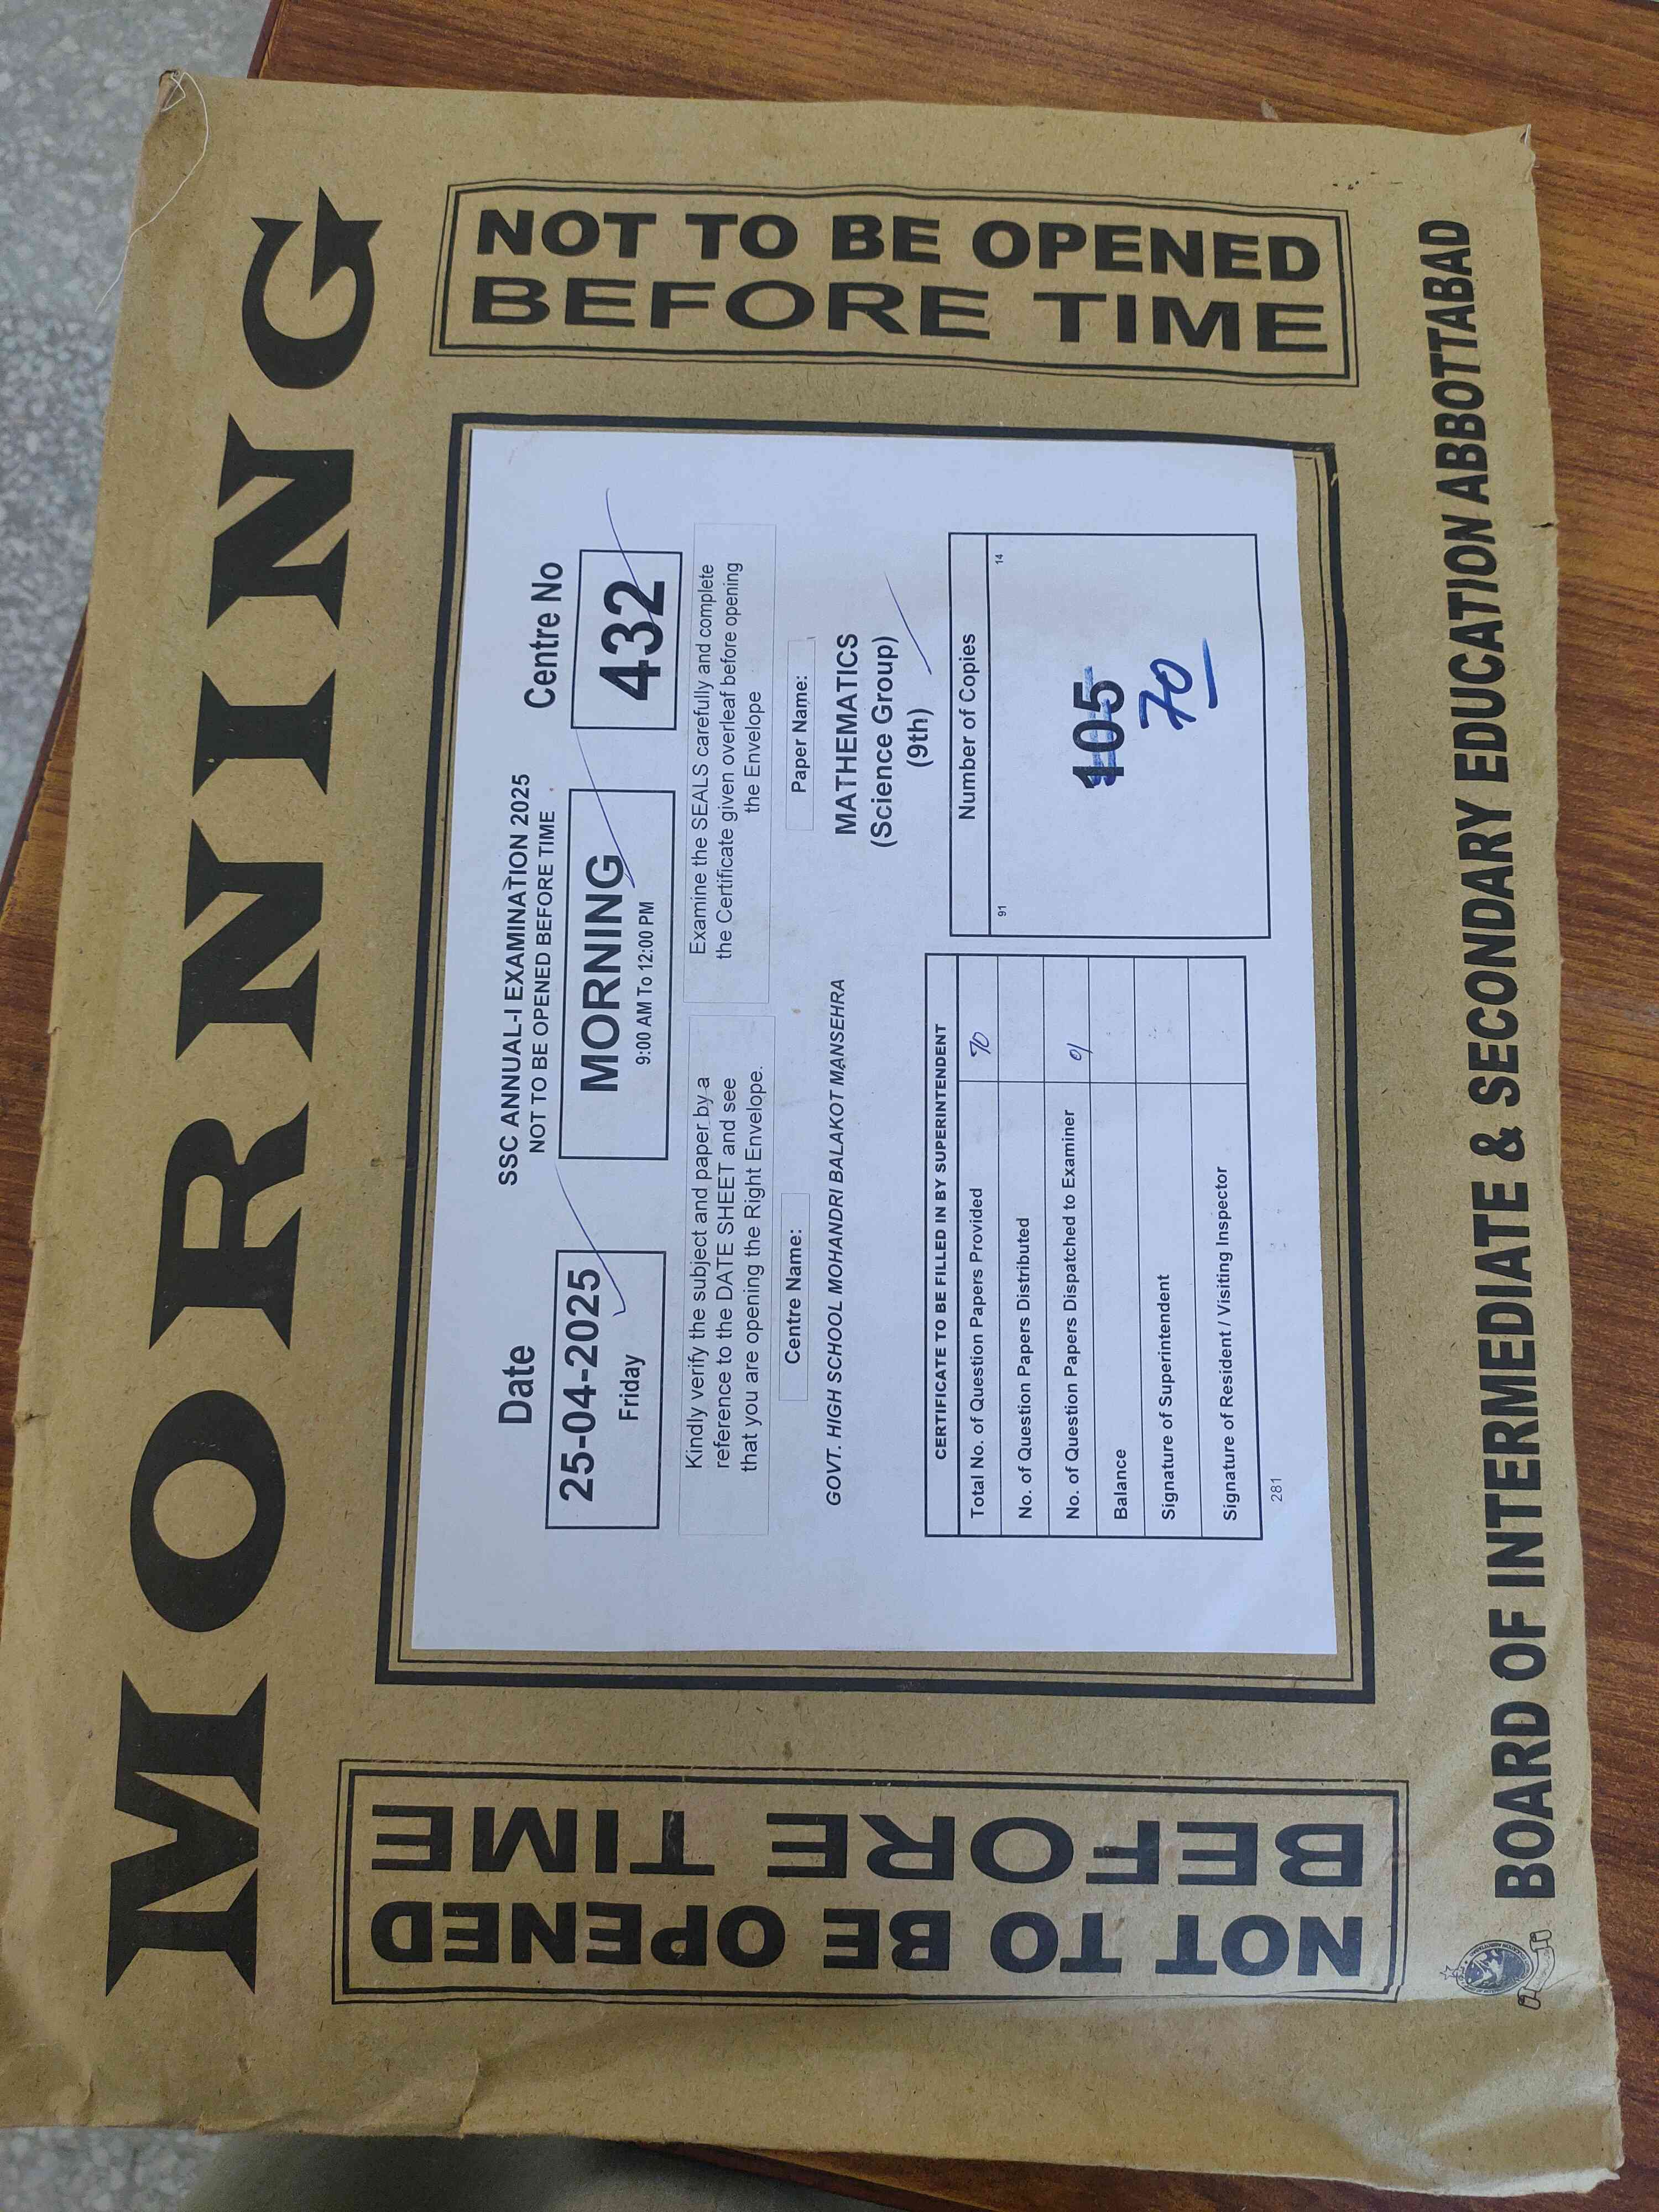 MORNING
NOT TO BE OPENED
BEFORE TIME
SSC ANNUAL-I EXAMINATION 2025
NOT TO BE OPENED BEFORE TIME
Date
25-04-2025
Friday
MORNING
9:00 AM To 12:00 PM
Centre No
432
Kindly verify the subject and paper by a
reference to the DATE SHEET and see
that you are opening the Right Envelope.
Examine the SEALS carefully and complete
the Certificate given overleaf before opening
the Envelope
Centre Name:
GOVT. HIGH SCHOOL MOHANDRI BALAKOT MANSEHRA
Paper Name:
MATHEMATICS
(Science Group)
(9th)
CERTIFICATE TO BE FILLED IN BY SUPERINTENDENT
Total No. of Question Papers Provided 70
No. of Question Papers Distributed
No. of Question Papers Dispatched to Examiner 01
Balance
Signature of Superintendent
Signature of Resident / Visiting Inspector
281
Number of Copies
91 14
105
70
NOT TO BE OPENED
BEFORE TIME
BOARD OF INTERMEDIATE & SECONDARY EDUCATION ABBOTTABAD